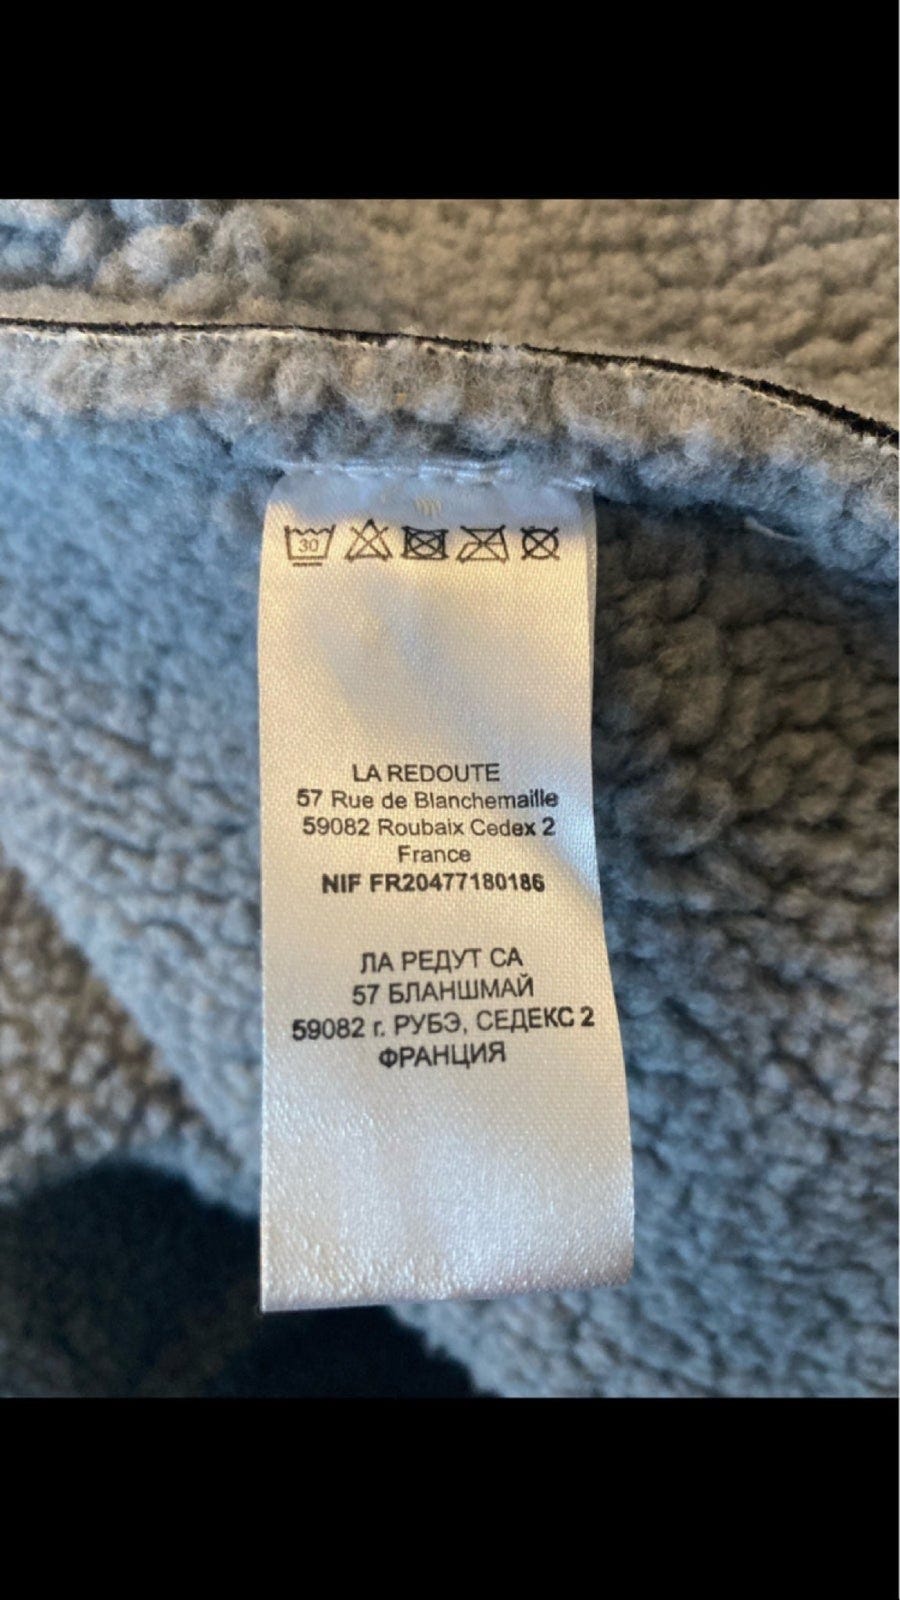 30
LA REDOUTE
57 Rue de Blanchemaille
59082 Roubaix Cedex 2
France
NIF FR20477180186
ЛА РЕДУТ СА
57 БЛАНШМАЙ
59082 г. РУБЭ, СЕДЕКС 2
ФРАНЦИЯ